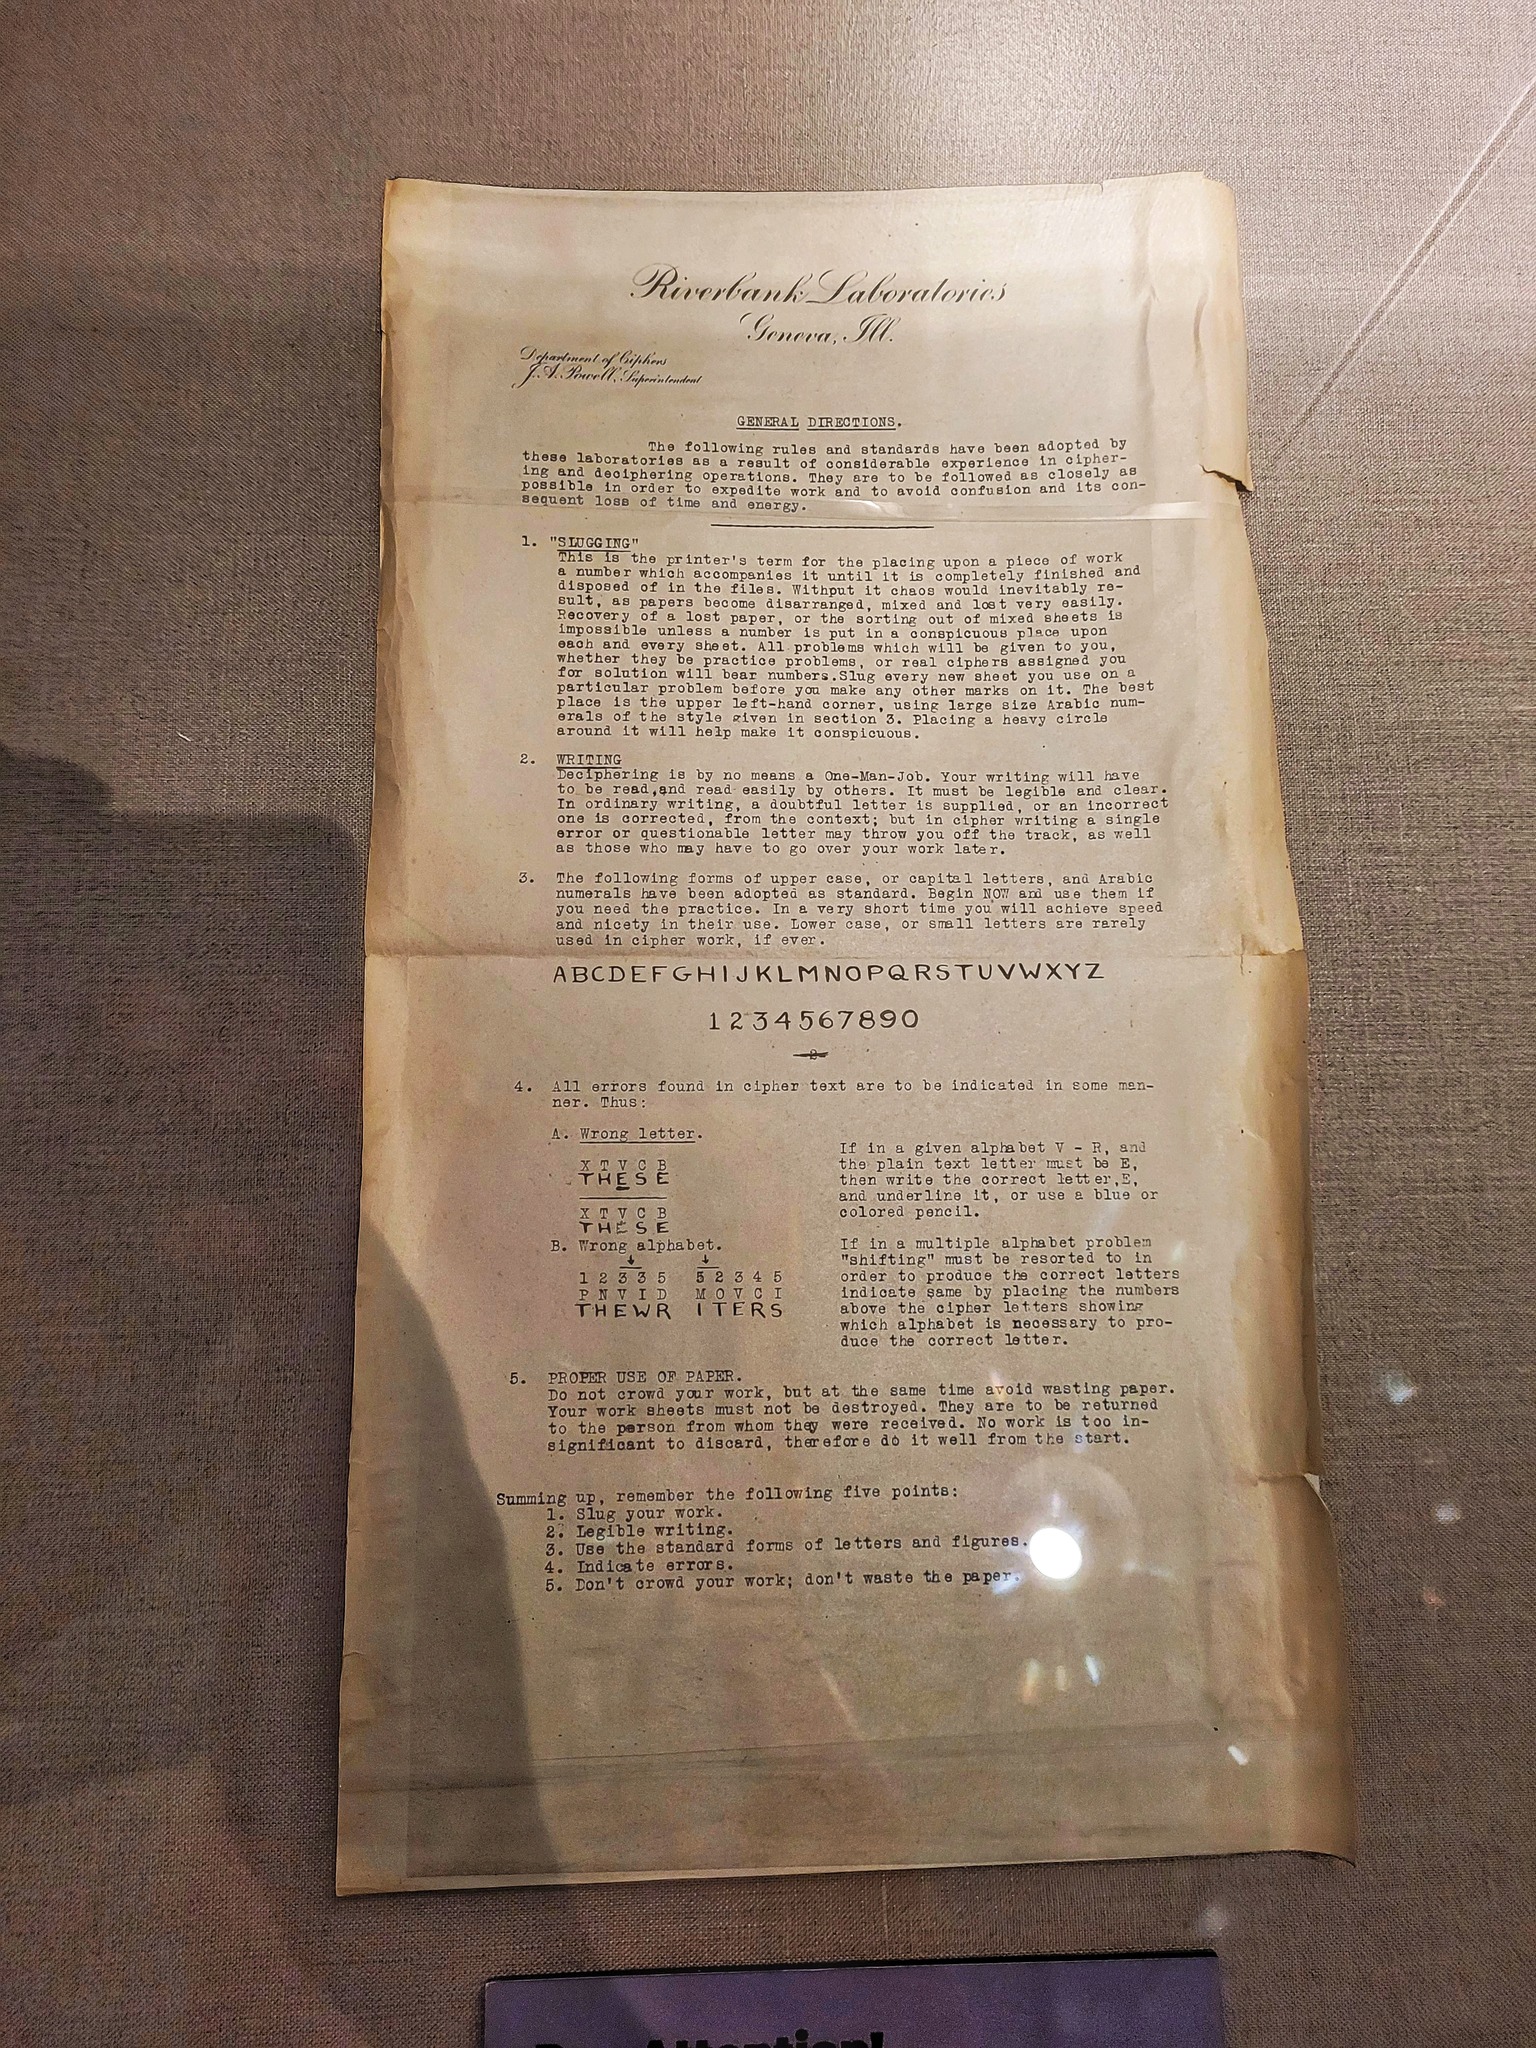 Riverbank Laboratories
Geneva, Ill.
Department of Ciphers
J. A. Powell, Superintendent
GENERAL DIRECTIONS.
The following rules and standards have been adopted by
these laboratories as a result of considerable experience in cipher-
ing and deciphering operations. They are to be followed as closely as
possible in order to expedite work and to avoid confusion and its con-
sequent loss of time and energy.
1. "SLUGGING"
This is the printer's term for the placing upon a piece of work
a number which accompanies it until it is completely finished and
disposed of in the files. Withput it chaos would inevitably re-
sult, as papers become disarranged, mixed and lost very easily.
Recovery of a lost paper, or the sorting out of mixed sheets is
impossible unless a number is put in a conspicuous place upon
each and every sheet. All problems which will be given to you,
whether they be practice problems, or real ciphers assigned you
for solution will bear numbers.Slug every new sheet you use on a
particular problem before you make any other marks on it. The best
place is the upper left-hand corner, using large size Arabic num-
erals of the style given in section 3. Placing a heavy circle
around it will help make it conspicuous.
2. WRITING
Deciphering is by no means a One-Man-Job. Your writing will have
to be read,and read easily by others. It must be legible and clear.
In ordinary writing, a doubtful letter is supplied, or an incorrect
one is corrected, from the context; but in cipher writing a single
error or questionable letter may throw you off the track, as well
as those who may have to go over your work later.
3. The following forms of upper case, or capital letters, and Arabic
numerals have been adopted as standard. Begin NOW and use them if
you need the practice. In a very short time you will achieve speed
and nicety in their use. Lower case, or small letters are rarely
used in cipher work, if ever.
ABCDEFGHIJKLMNOPQRSTUVWXYZ
1234567890
4. All errors found in cipher text are to be indicated in some man-
ner. Thus:
A. Wrong letter.
X T V C B
THESE
X T V C B
THESE
If in a given alphabet V - R, and
the plain text letter must be E,
then write the correct letter,E,
and underline it, or use a blue or
colored pencil.
B. Wrong alphabet.
1 2 3 3 5 5 2 3 4 5
P N V I D M O V C I
THEWR ITERS
If in a multiple alphabet problem
"shifting" must be resorted to in
order to produce the correct letters
indicate same by placing the numbers
above the cipher letters showing
which alphabet is necessary to pro-
duce the correct letter.
5. PROPER USE OF PAPER.
Do not crowd your work, but at the same time avoid wasting paper.
Your work sheets must not be destroyed. They are to be returned
to the person from whom they were received. No work is too in-
significant to discard, therefore do it well from the start.
Summing up, remember the following five points:
1. Slug your work.
2. Legible writing.
3. Use the standard forms of letters and figures.
4. Indicate errors.
5. Don't crowd your work; don't waste the paper.
Attention!